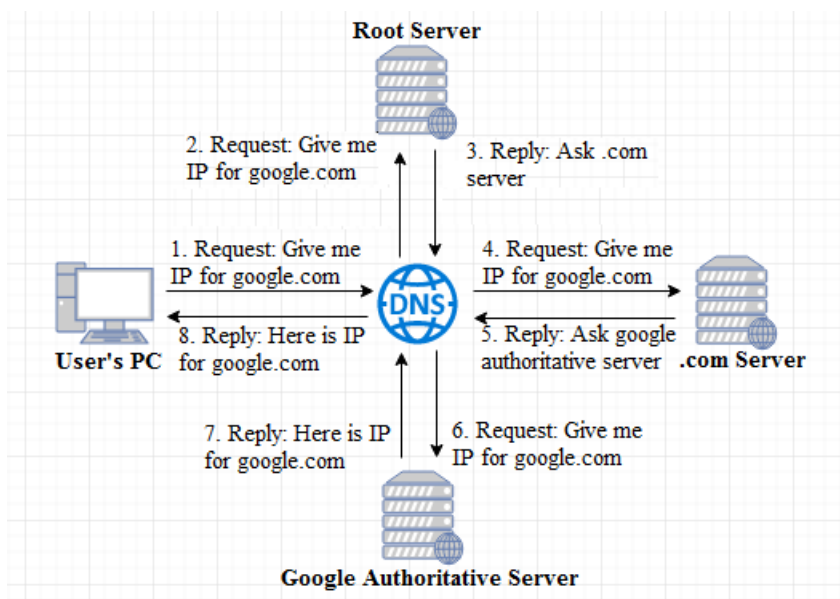 Root Server
2. Request: Give me
IP for google.com
3. Reply: Ask .com
server
1. Request: Give me
IP for google.com
4. Request: Give me
IP for google.com
DNS
8. Reply: Here is IP
for google.com
5. Reply: Ask google
authoritative server
User's PC
.com Server
7. Reply: Here is IP
for google.com
6. Request: Give me
IP for google.com
Google Authoritative Server